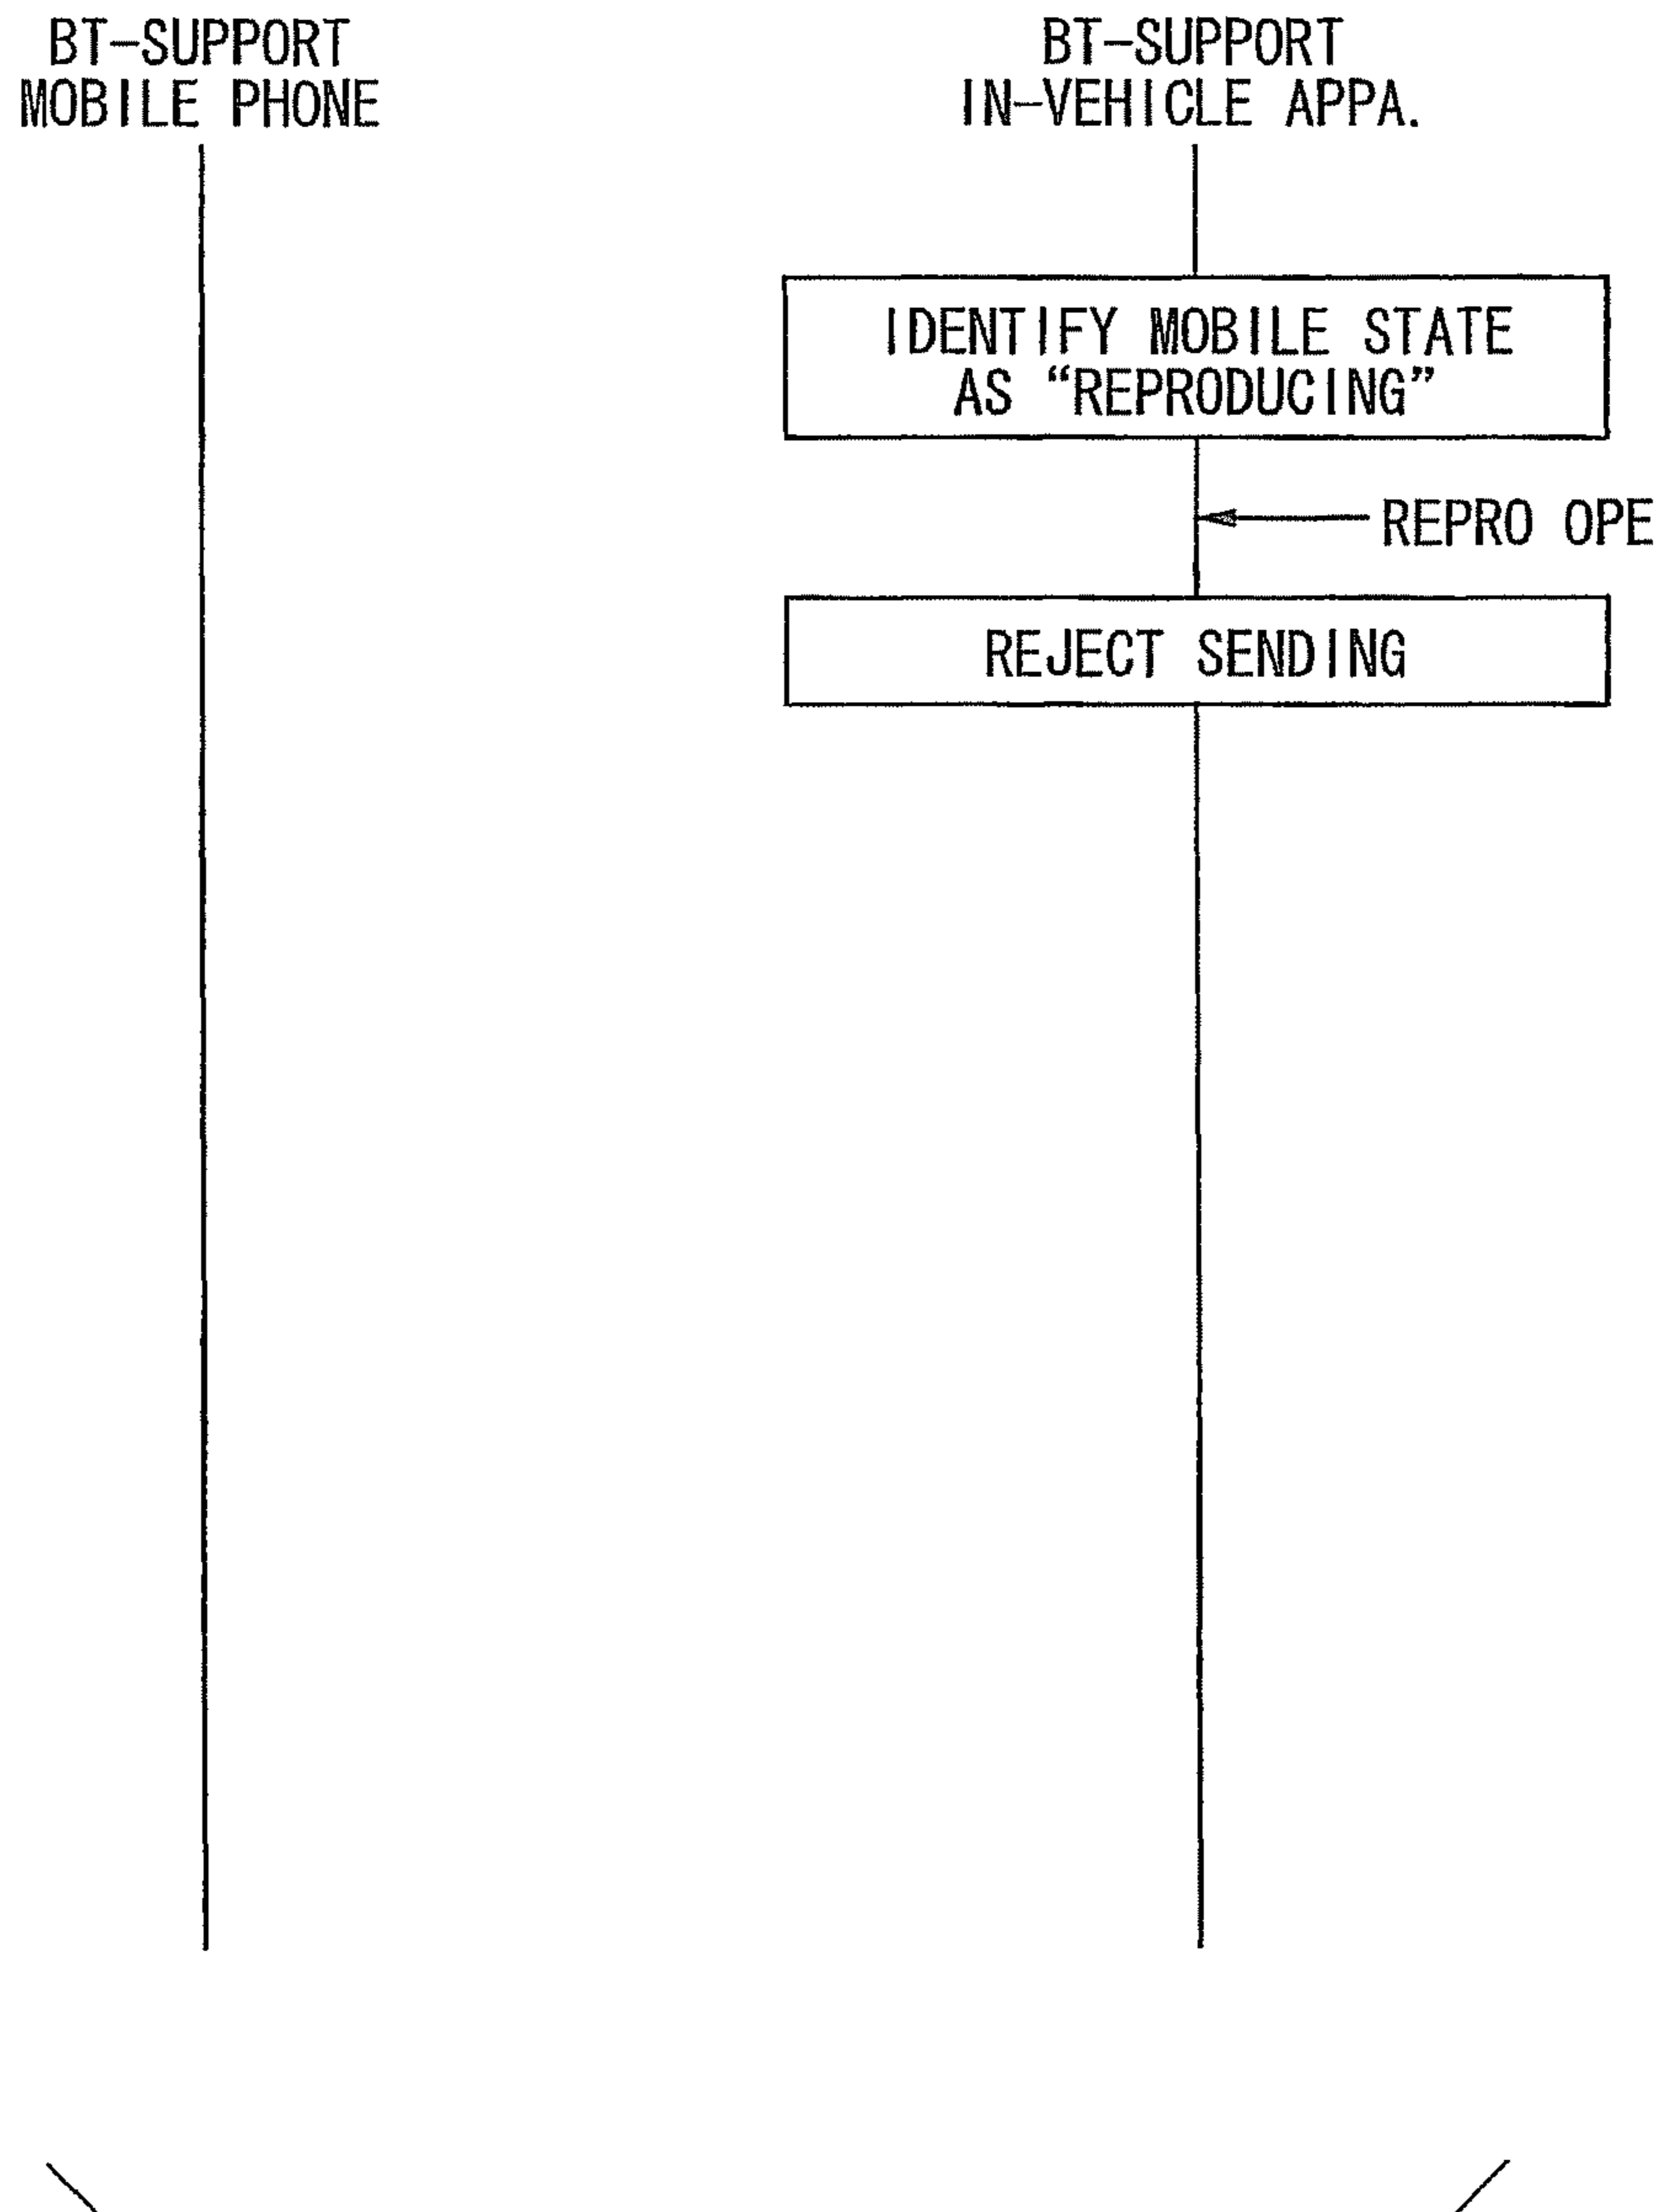 BT-SUPPORT
MOBILE PHONE
BT-SUPPORT
IN-VEHICLE APPA.
IDENTIFY MOBILE STATE
AS “REPRODUCING”
REPRO OPE
REJECT SENDING